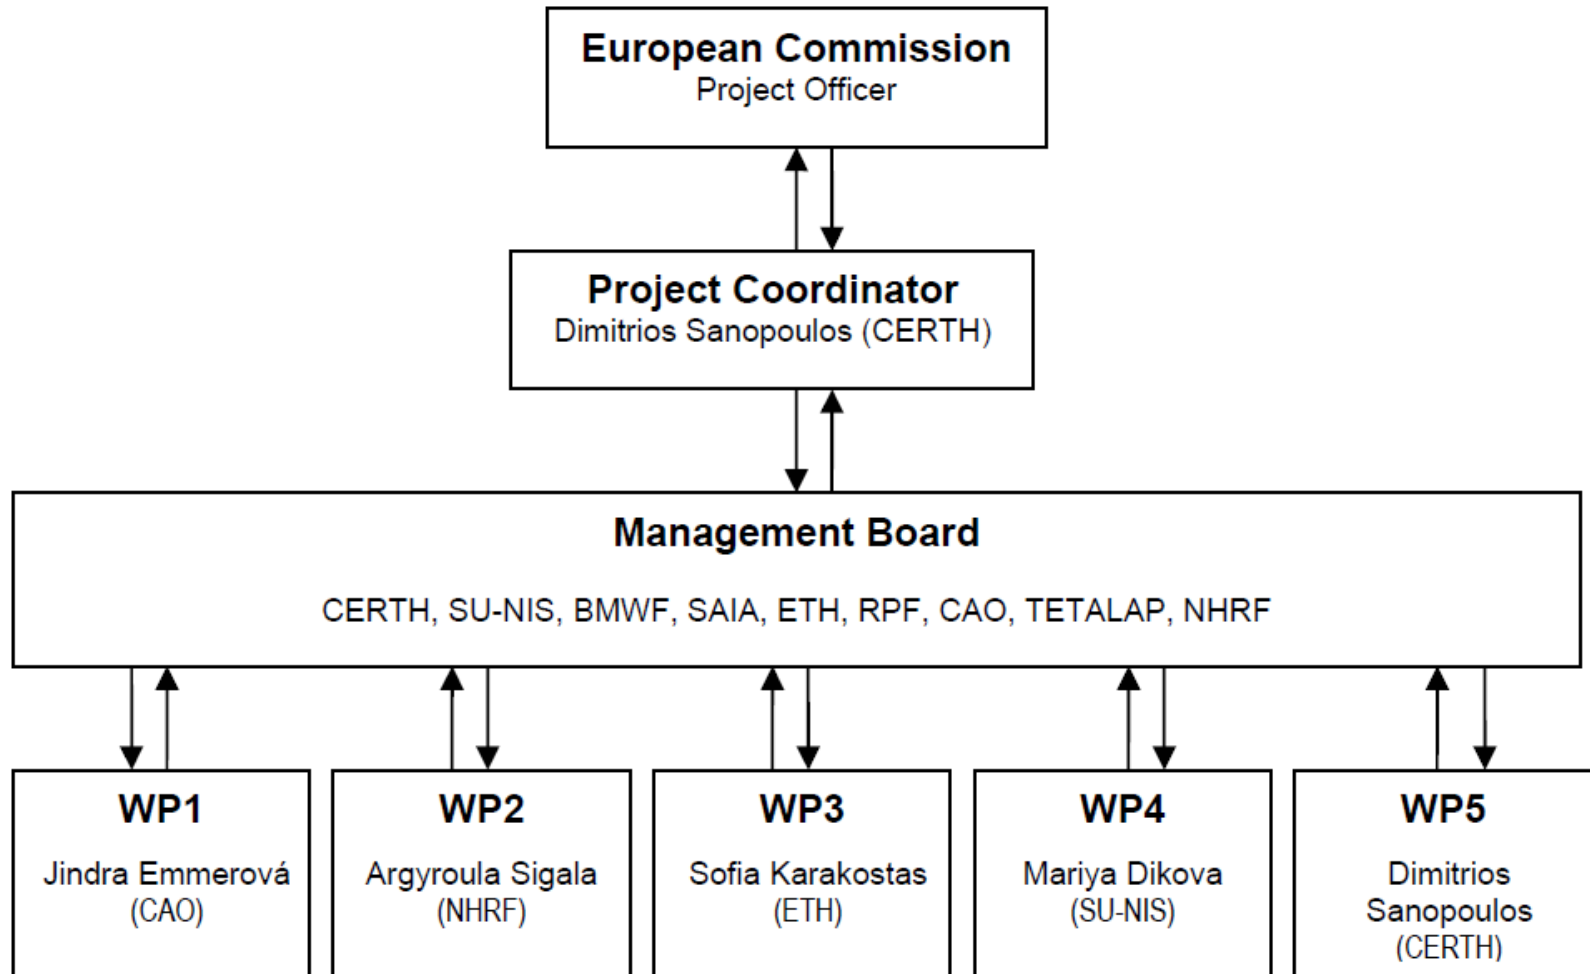 European Commission
Project Officer
Project Coordinator
Dimitrios Sanopoulos (CERTH)
Management Board
CERTH, SU-NIS, BMWF, SAIA, ETH, RPF, CAO, TETALAP, NHRF
WP1
Jindra Emmerová
(CAO)
WP2
Argyroula Sigala
(NHRF)
WP3
Sofia Karakostas
(ETH)
WP4
Mariya Dikova
(SU-NIS)
WP5
Dimitrios
Sanopoulos
(CERTH)